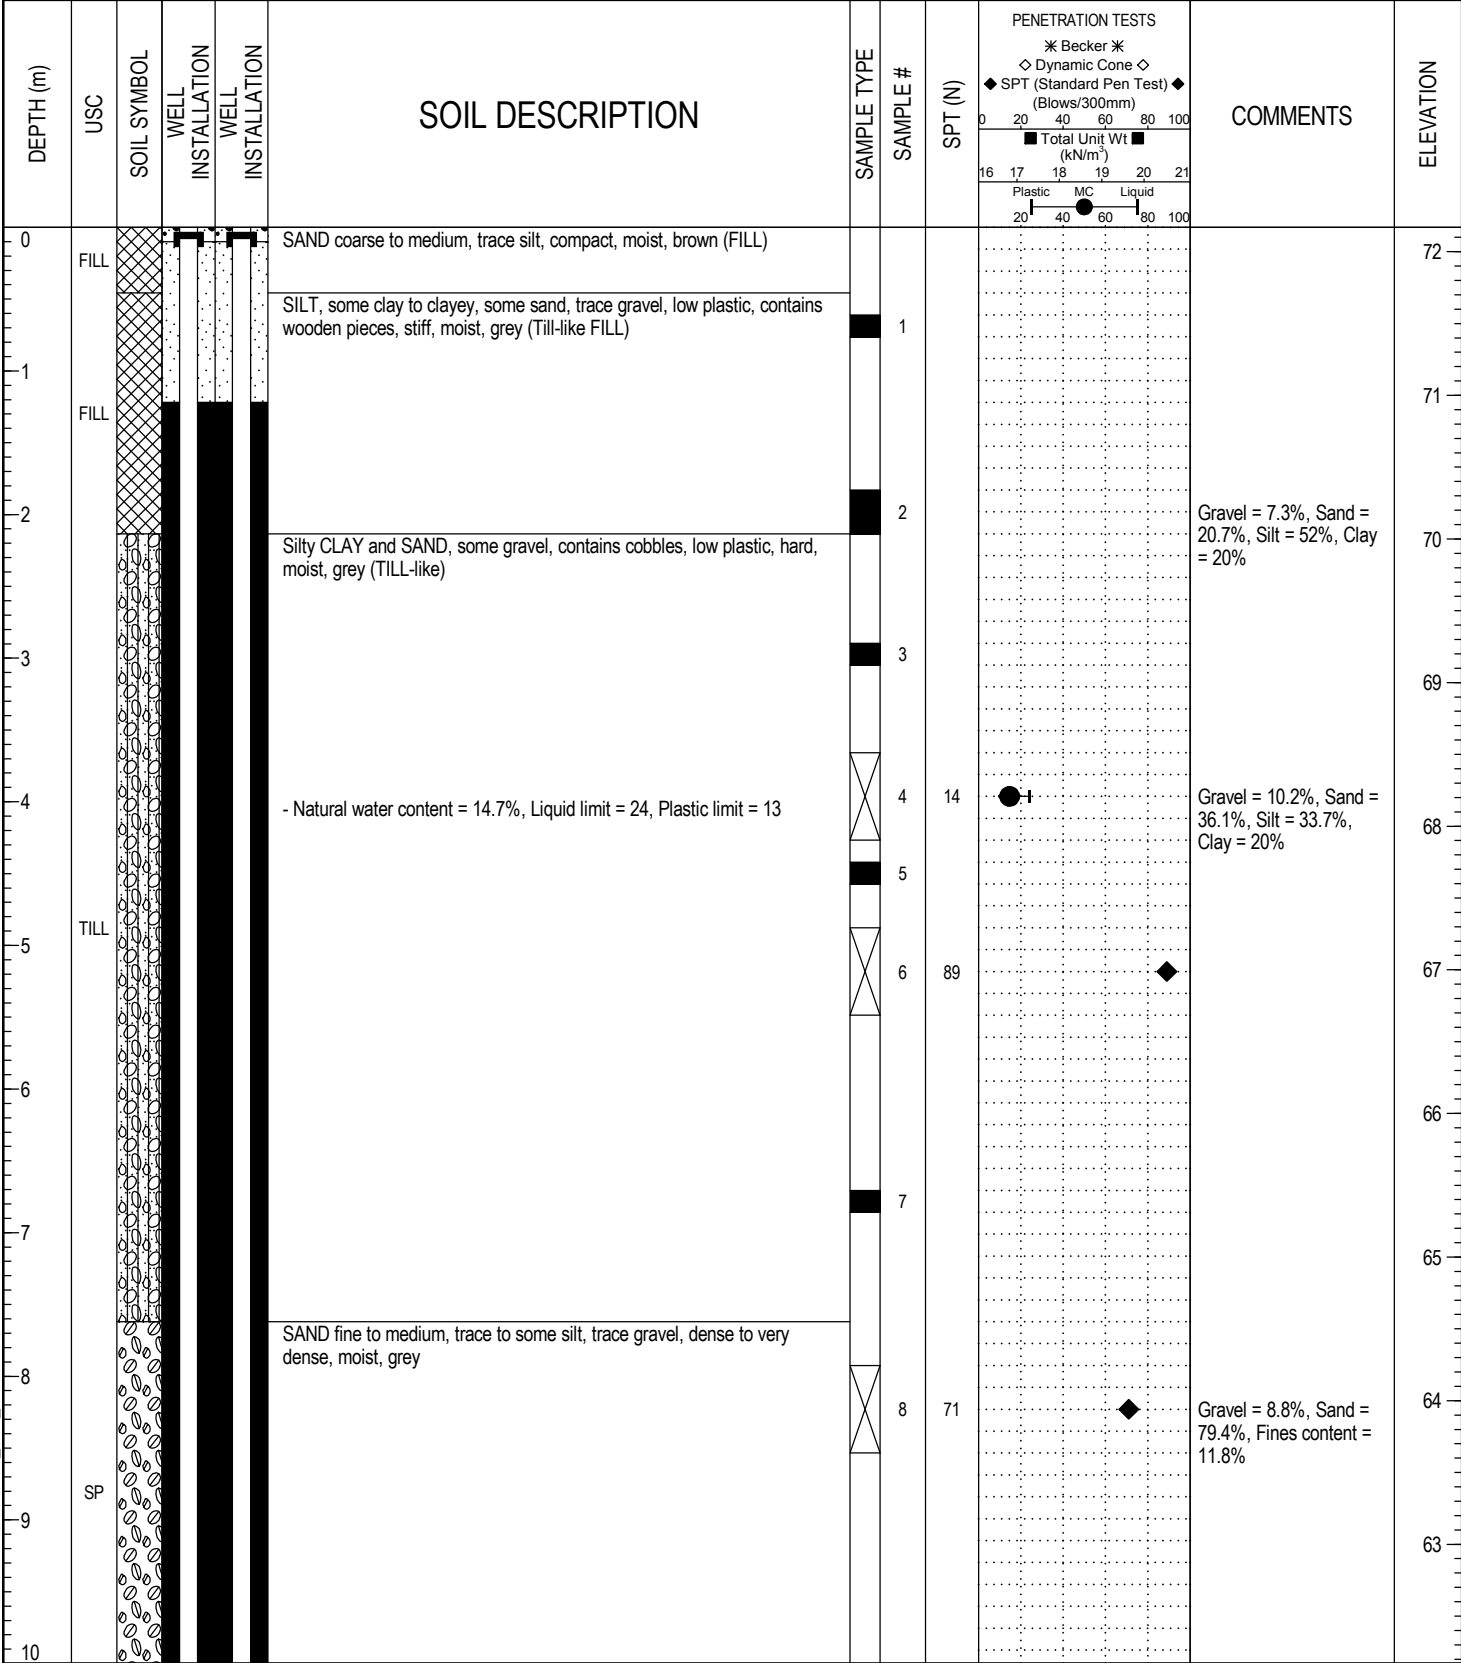 DEPTH (m)
USC
SOIL SYMBOL
WELL
INSTALLATION
WELL
INSTALLATION
SOIL DESCRIPTION
SAMPLE TYPE
SAMPLE #
SPT (N)
PENETRATION TESTS
Becker
Dynamic Cone
SPT (Standard Pen Test)
(Blows/300mm)
0 20 40 60 80 100
Total Unit Wt
(kN/m³)
16 17 18 19 20 21
Plastic MC Liquid
20 40 60 80 100
COMMENTS
ELEVATION
0
FILL
SAND coarse to medium, trace silt, compact, moist, brown (FILL)
72
SILT, some clay to clayey, some sand, trace gravel, low plastic, contains
wooden pieces, stiff, moist, grey (Till-like FILL)
1
1
FILL
71
2
2
Gravel = 7.3%, Sand =
20.7%, Silt = 52%, Clay
= 20%
70
Silty CLAY and SAND, some gravel, contains cobbles, low plastic, hard,
moist, grey (TILL-like)
3
3
69
4
- Natural water content = 14.7%, Liquid limit = 24, Plastic limit = 13
4
14
Gravel = 10.2%, Sand =
36.1%, Silt = 33.7%,
Clay = 20%
68
5
TILL
5
6
89
67
6
66
7
7
65
SAND fine to medium, trace to some silt, trace gravel, dense to very
dense, moist, grey
8
8
71
Gravel = 8.8%, Sand =
79.4%, Fines content =
11.8%
64
SP
9
63
10